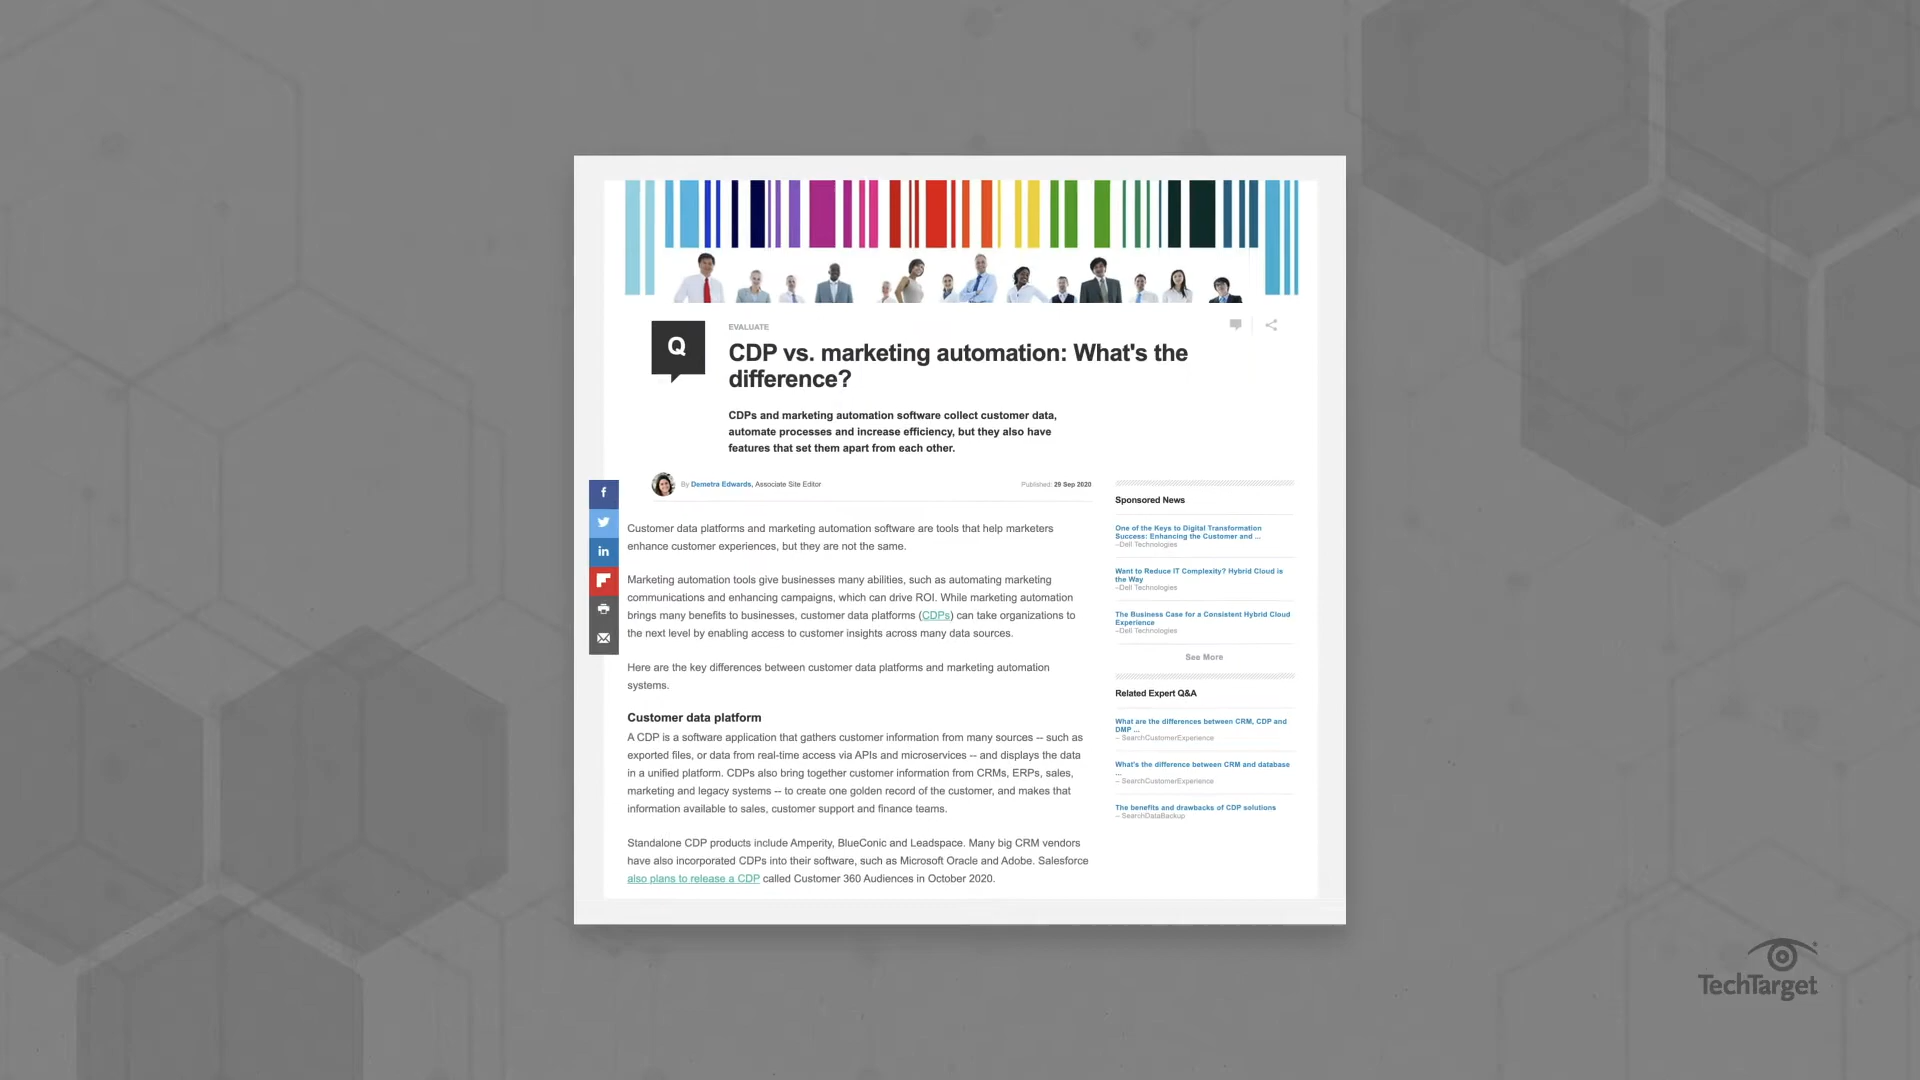 Q
EVALUATE
CDP vs. marketing automation: What's the
difference?
CDPs and marketing automation software collect customer data,
automate processes and increase efficiency, but they also have
features that set them apart from each other.
By Demetra Edwards, Associate Site Editor
Published: 29 Sep 2020
f
in
Customer data platforms and marketing automation software are tools that help marketers
enhance customer experiences, but they are not the same.
Marketing automation tools give businesses many abilities, such as automating marketing
communications and enhancing campaigns, which can drive ROI. While marketing automation
brings many benefits to businesses, customer data platforms (CDPs) can take organizations to
the next level by enabling access to customer insights across many data sources.
Here are the key differences between customer data platforms and marketing automation
systems.
Customer data platform
A CDP is a software application that gathers customer information from many sources -- such as
exported files, or data from real-time access via APIs and microservices -- and displays the data
in a unified platform. CDPs also bring together customer information from CRMs, ERPs, sales,
marketing and legacy systems -- to create one golden record of the customer, and makes that
information available to sales, customer support and finance teams.
Standalone CDP products include Amperity, BlueConic and Leadspace. Many big CRM vendors
have also incorporated CDPs into their software, such as Microsoft Oracle and Adobe. Salesforce
also plans to release a CDP called Customer 360 Audiences in October 2020.
Sponsored News
One of the Keys to Digital Transformation
Success: Enhancing the Customer and ...
–Dell Technologies
Want to Reduce IT Complexity? Hybrid Cloud is
the Way
–Dell Technologies
The Business Case for a Consistent Hybrid Cloud
Experience
–Dell Technologies
See More
Related Expert Q&A
What are the differences between CRM, CDP and
DMP ...
– SearchCustomerExperience
What's the difference between CRM and database
...
– SearchCustomerExperience
The benefits and drawbacks of CDP solutions
– SearchDataBackup
TechTarget